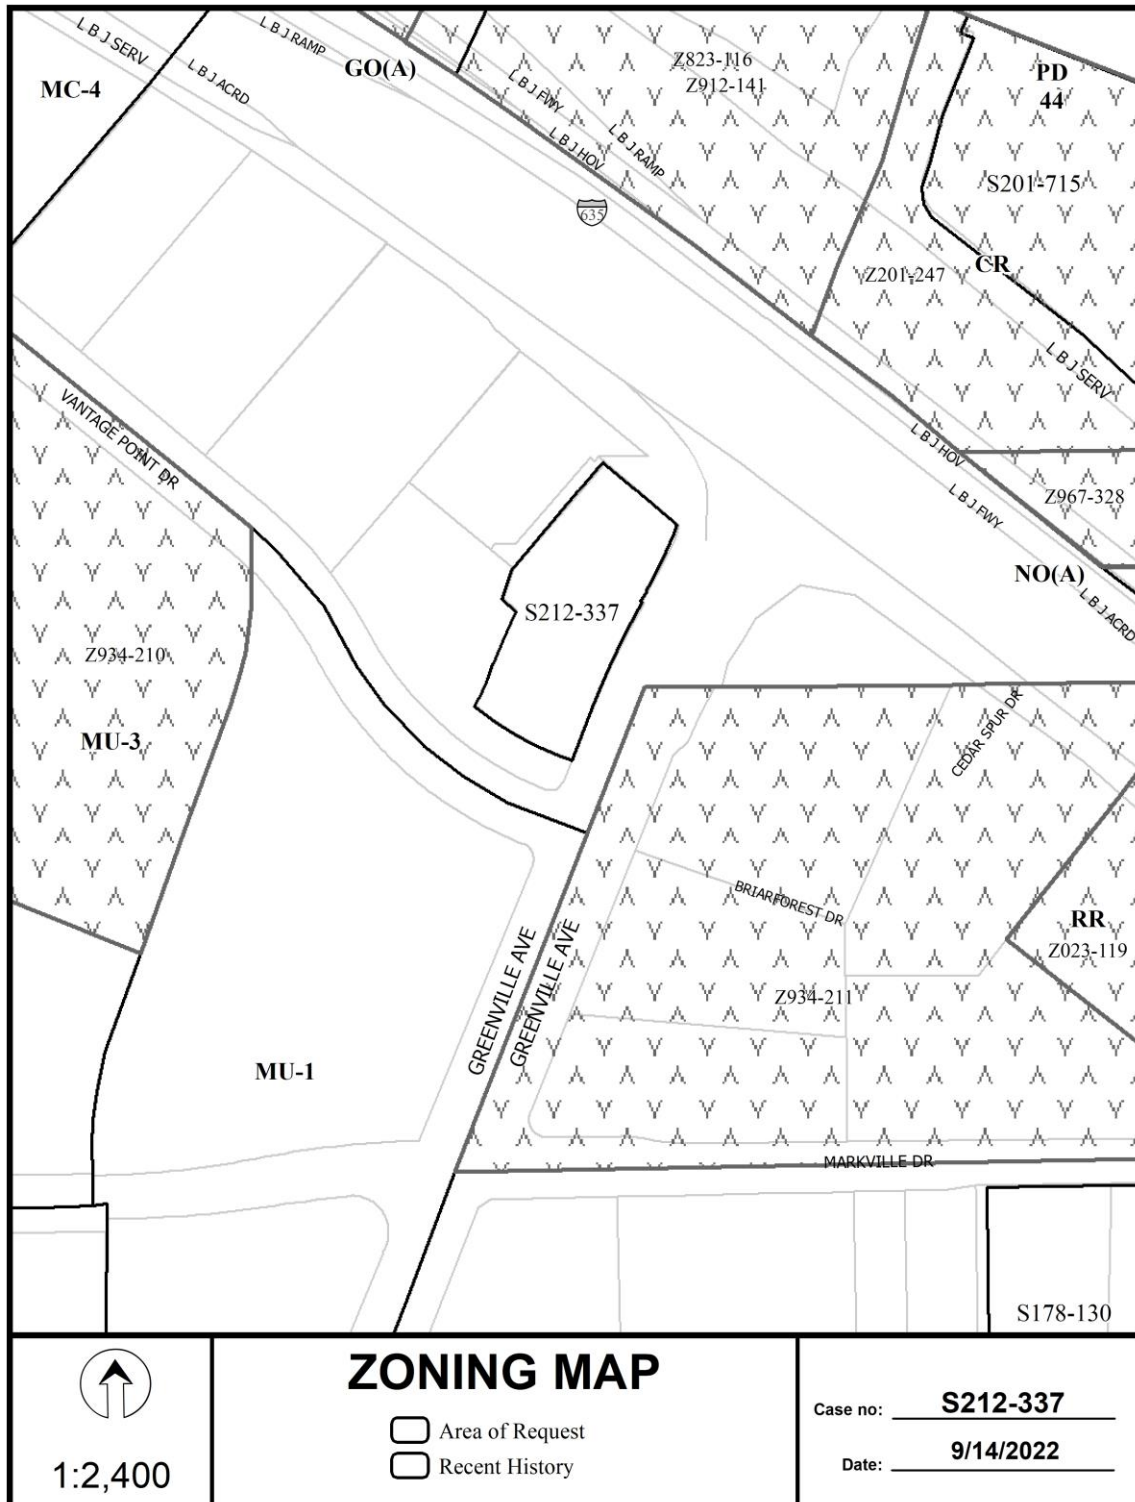 L B J SERV
L B J RAMP
L B J ACRD
GO(A)
MC-4
L B J FWY
L B J HOV
L B J RAMP
Z823-116
Z912-141
PD
44
S201-715
635
CR
Z201-247
L B J SERV
VANTAGE POINT DR
L B J HOV
L B J FWY
Z967-328
NO(A)
L B J ACRD
S212-337
Z934-210
MU-3
CEDAR SPUR DR
BRIARFOREST DR
RR
Z023-119
GREENVILLE AVE
GREENVILLE AVE
Z934-211
MU-1
MARKVILLE DR
S178-130
1:2,400
ZONING MAP
Area of Request
Recent History
Case no: S212-337
Date: 9/14/2022